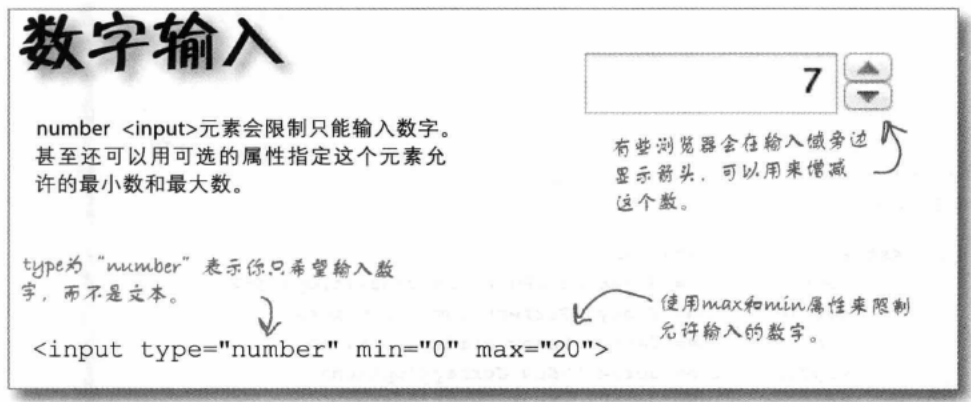 数字输入
7
number <input>元素会限制只能输入数字。
甚至还可以用可选的属性指定这个元素允
许的最小数和最大数。
有些浏览器会在输入域旁边
显示箭头，可以用来增减
这个数。
type为“number”表示你只希望输入数
字，而不是文本。
使用max和min属性来限制
允许输入的数字。
<input type="number" min="0" max="20">